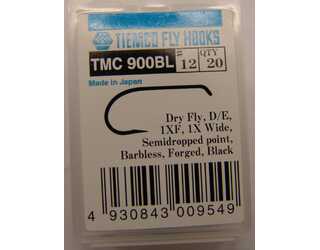 TIEMCO FLY HOOKS
TMC 900BL # 12 QTY 20
Made in Japan
Dry Fly, D/E,
1XF, 1X Wide,
Semidropped point,
Barbless, Forged, Black
4 930843 009549